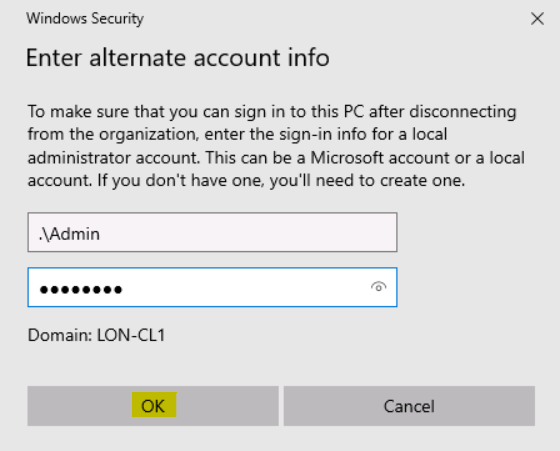 Windows Security
Enter alternate account info
To make sure that you can sign in to this PC after disconnecting
from the organization, enter the sign-in info for a local
administrator account. This can be a Microsoft account or a local
account. If you don't have one, you'll need to create one.
.\Admin
●●●●●●●●
Domain: LON-CL1
OK
Cancel